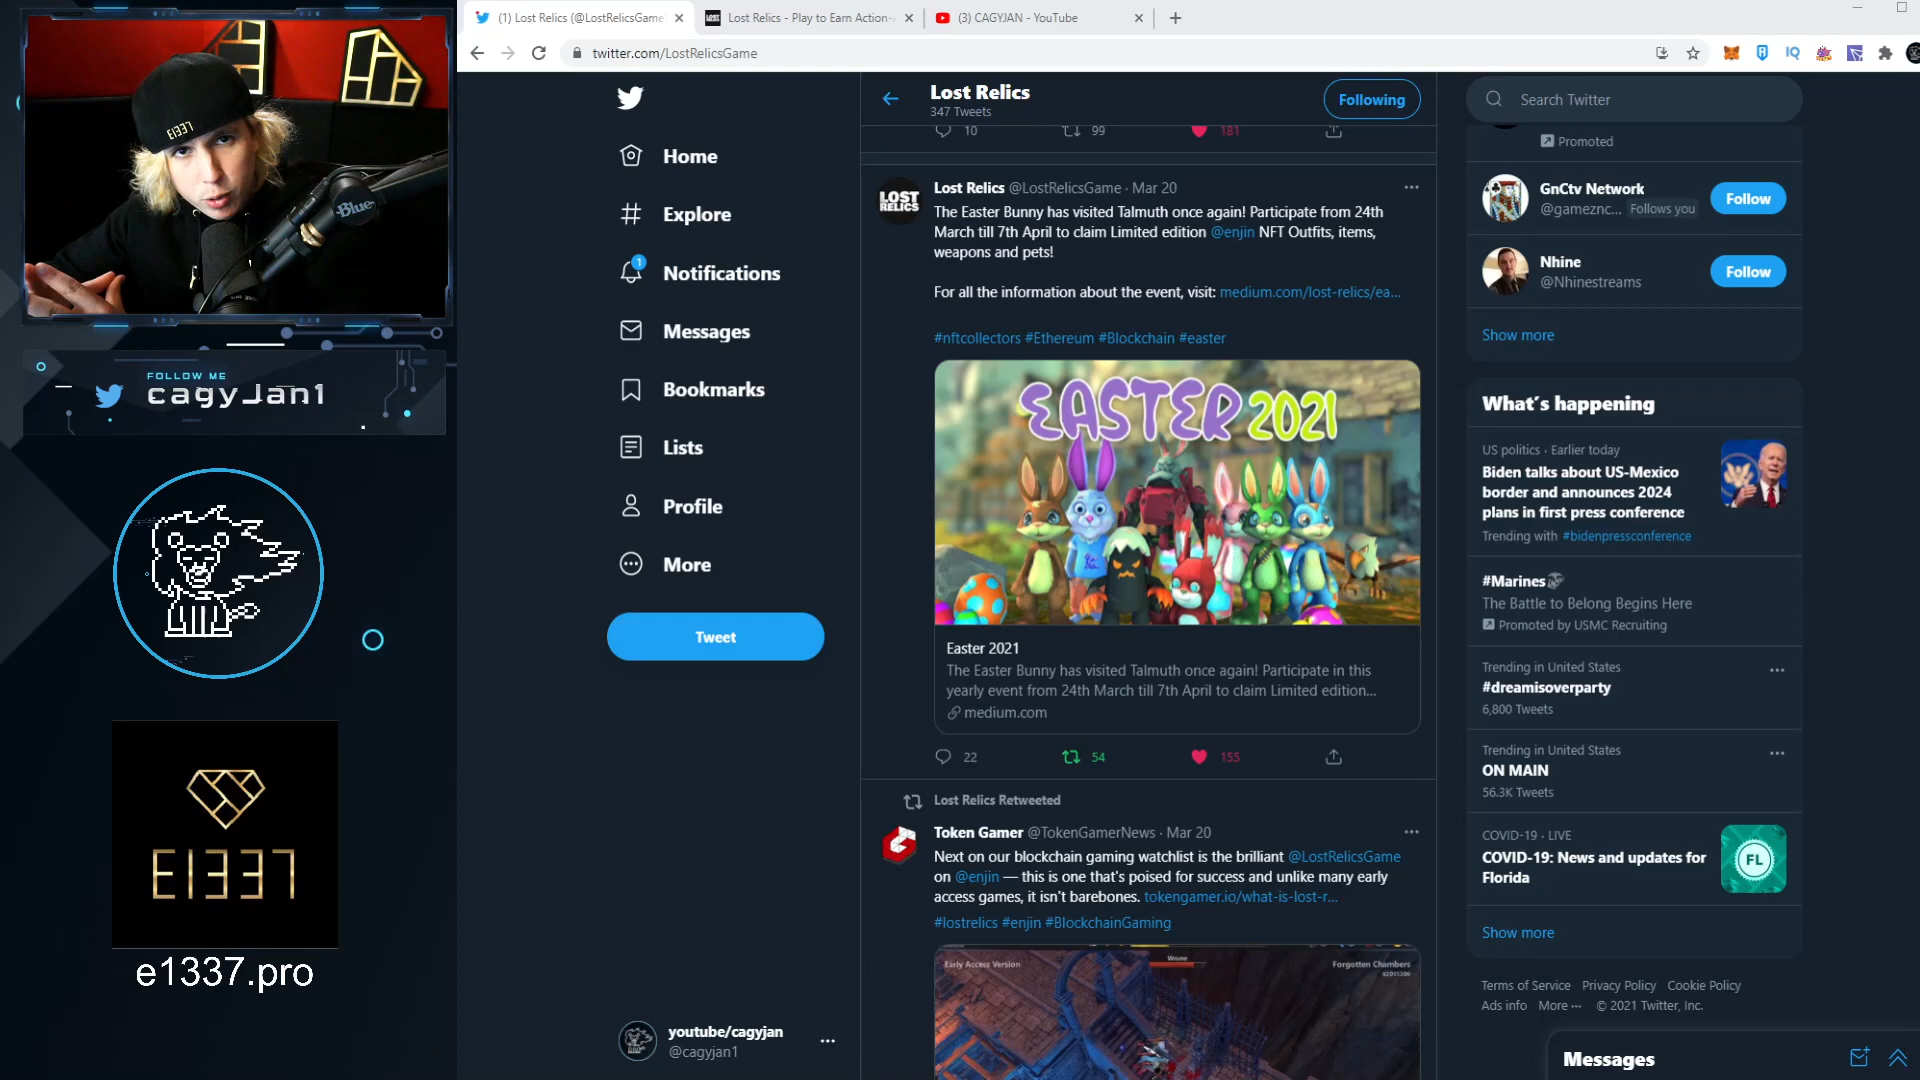 E1337
Blue
FOLLOW ME
cagyJan1
E1337
e1337.pro
(1) Lost Relics (@LostRelicsGame
Lost Relics - Play to Earn Action-
(3) CAGYJAN - YouTube
twitter.com/LostRelicsGame
IQ
Home
Explore
1
Notifications
Messages
Bookmarks
Lists
Profile
More
Tweet
youtube/cagyjan
@cagyjan1
Lost Relics
347 Tweets
Following
10
99
181
LOST RELICS
Lost Relics @LostRelicsGame · Mar 20
The Easter Bunny has visited Talmuth once again! Participate from 24th
March till 7th April to claim Limited edition @enjin NFT Outfits, items,
weapons and pets!
For all the information about the event, visit: medium.com/lost-relics/ea...
#nftcollectors #Ethereum #Blockchain #easter
EASTER 2021
Easter 2021
The Easter Bunny has visited Talmuth once again! Participate in this
yearly event from 24th March till 7th April to claim Limited edition...
medium.com
22
54
155
Lost Relics Retweeted
Token Gamer @TokenGamerNews · Mar 20
Next on our blockchain gaming watchlist is the brilliant @LostRelicsGame
on @enjin — this is one that's poised for success and unlike many early
access games, it isn't barebones. tokengamer.io/what-is-lost-r...
#lostrelics #enjin #BlockchainGaming
Early Access Version
Forgotten Chambers
Search Twitter
Promoted
GnCtv Network
@gameznc... Follows you
Follow
Nhine
@Nhinestreams
Follow
Show more
What's happening
US politics · Earlier today
Biden talks about US-Mexico
border and announces 2024
plans in first press conference
Trending with #bidenpressconference
#Marines
The Battle to Belong Begins Here
Promoted by USMC Recruiting
Trending in United States
#dreamisoverparty
6,800 Tweets
Trending in United States
ON MAIN
56.3K Tweets
COVID-19 · LIVE
COVID-19: News and updates for
Florida
FL
Show more
Terms of Service Privacy Policy Cookie Policy
Ads info More ··· © 2021 Twitter, Inc.
Messages